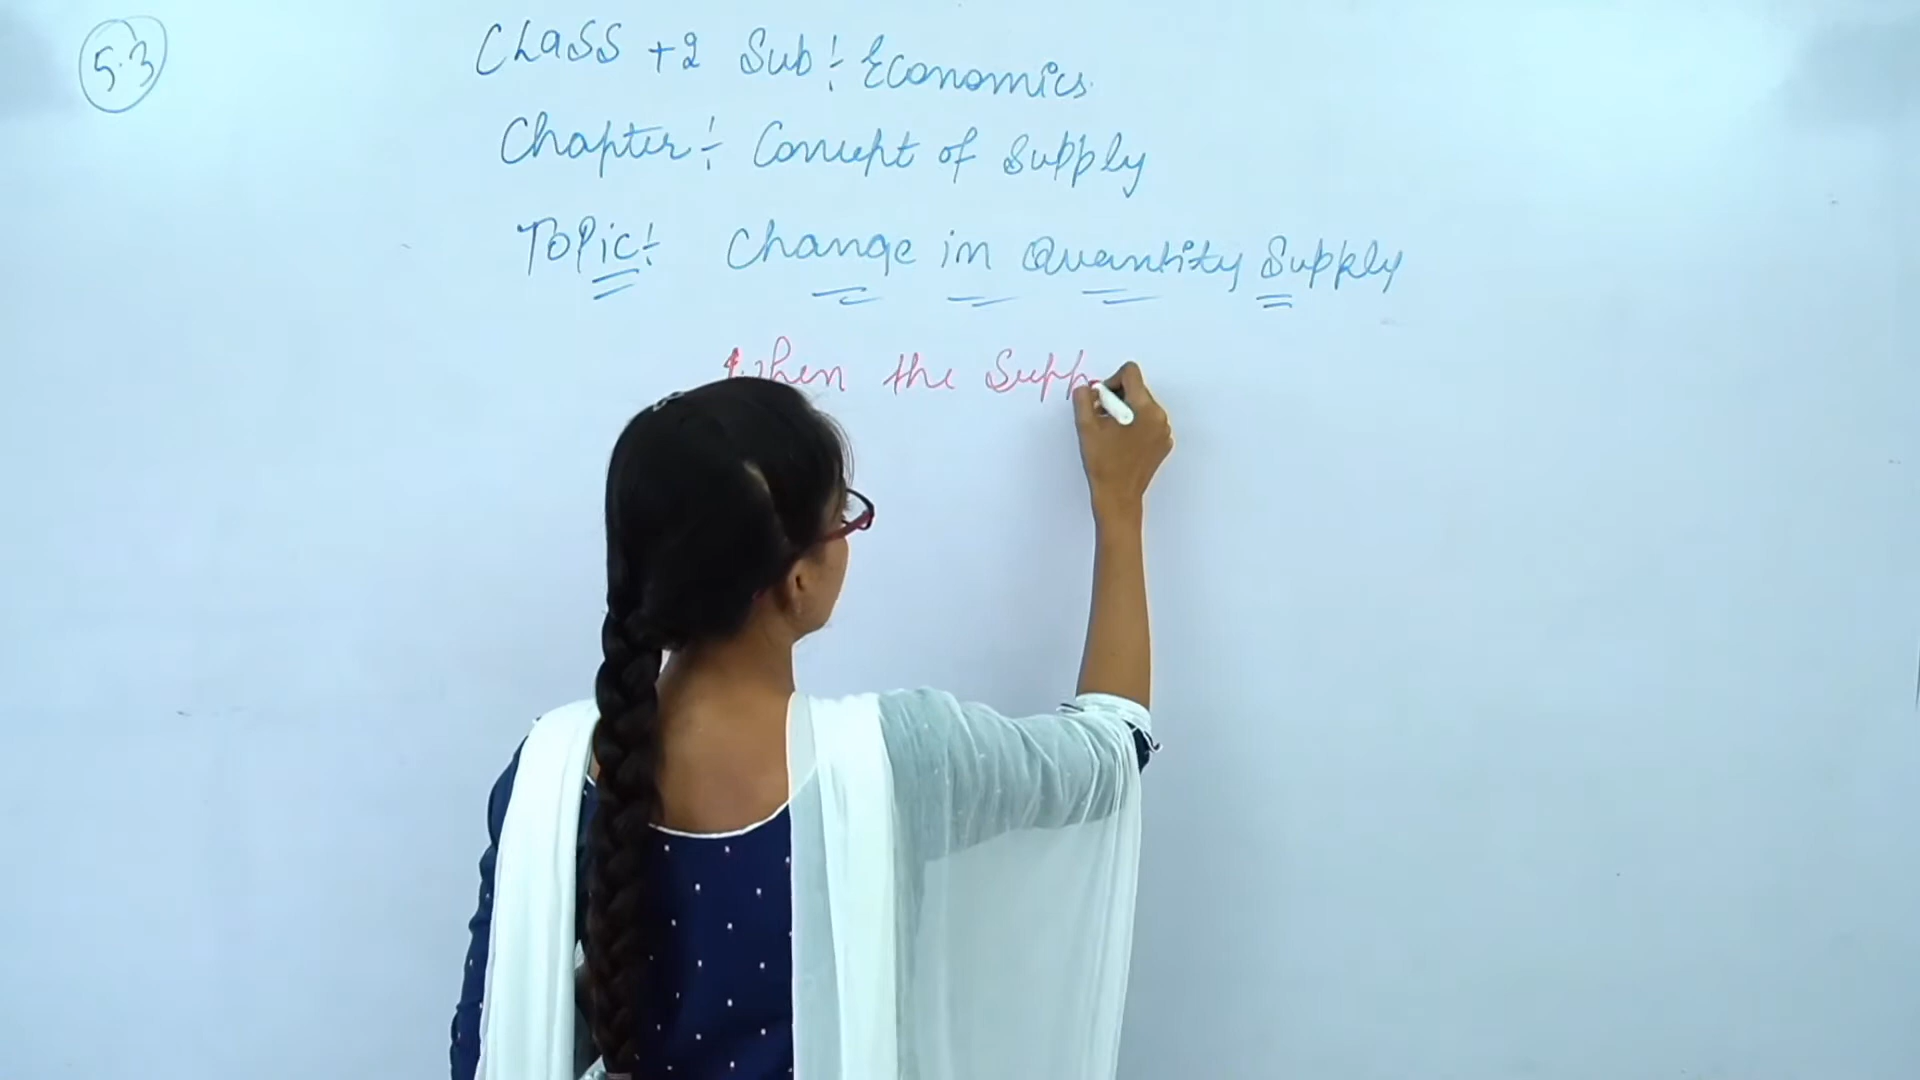 5.3
Class +2 Sub:- Economics
Chapter:- Concept of Supply
Topic:- Change in Quantity Supply
When the Supp